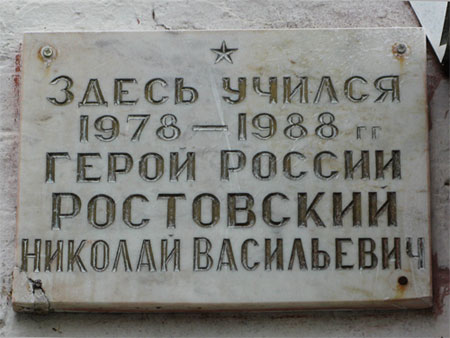 ЗДЕСЬ УЧИЛСЯ
1978—1988 гг
ГЕРОЙ РОССИИ
РОСТОВСКИЙ
НИКОЛАЙ ВАСИЛЬЕВИЧ